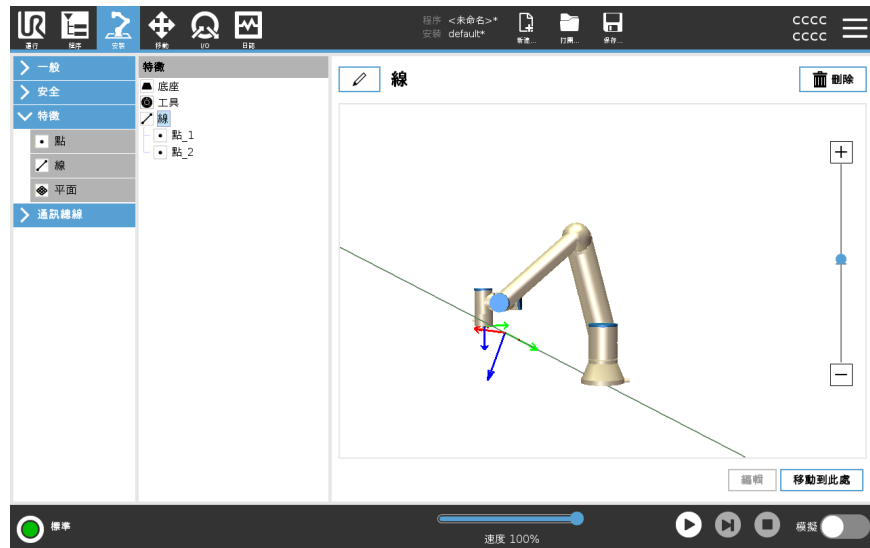 UR
運行
程序
安裝
移動
I/O
日誌
程序 <未命名>*
安裝 default*
新建...
打開...
保存...
CCCC
CCCC
一般
安全
特徵
點
線
平面
通訊總線
特徵
底座
工具
線
點_1
點_2
線
刪除
編輯
移動到此處
標準
速度 100%
模擬